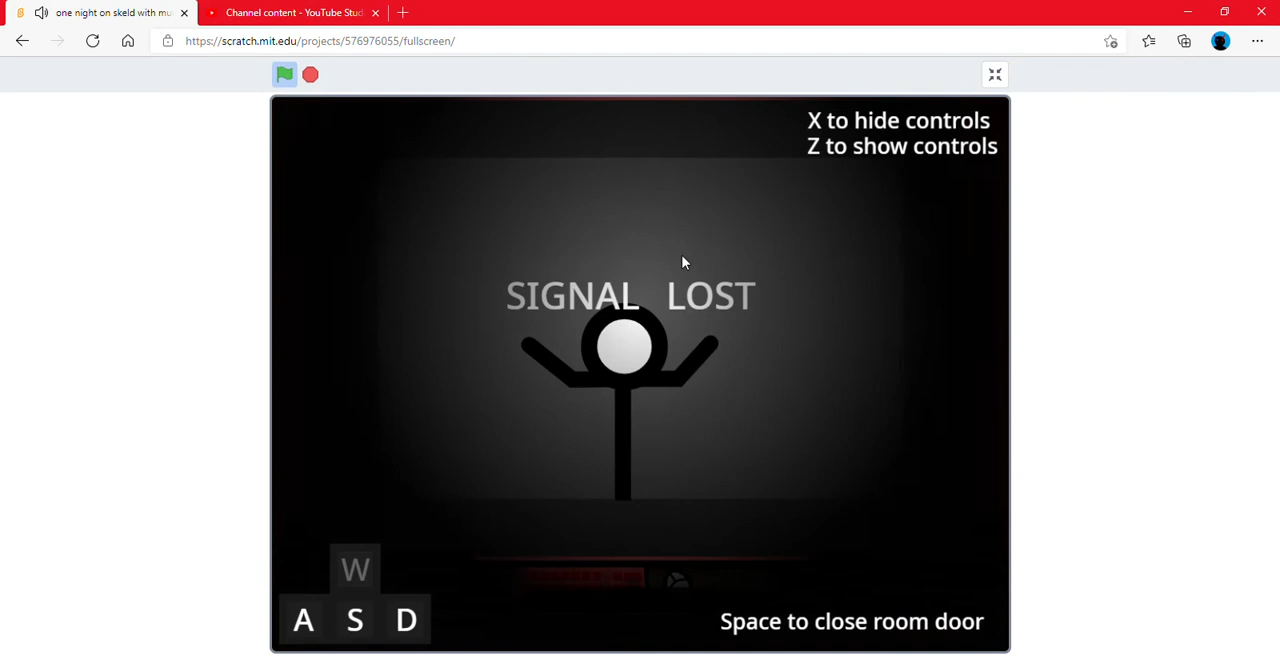 one night on skeld with mu
Channel content - YouTube Stud
https://scratch.mit.edu/projects/576976055/fullscreen/
X to hide controls
Z to show controls
SIGNAL LOST
W
A S D
Space to close room door